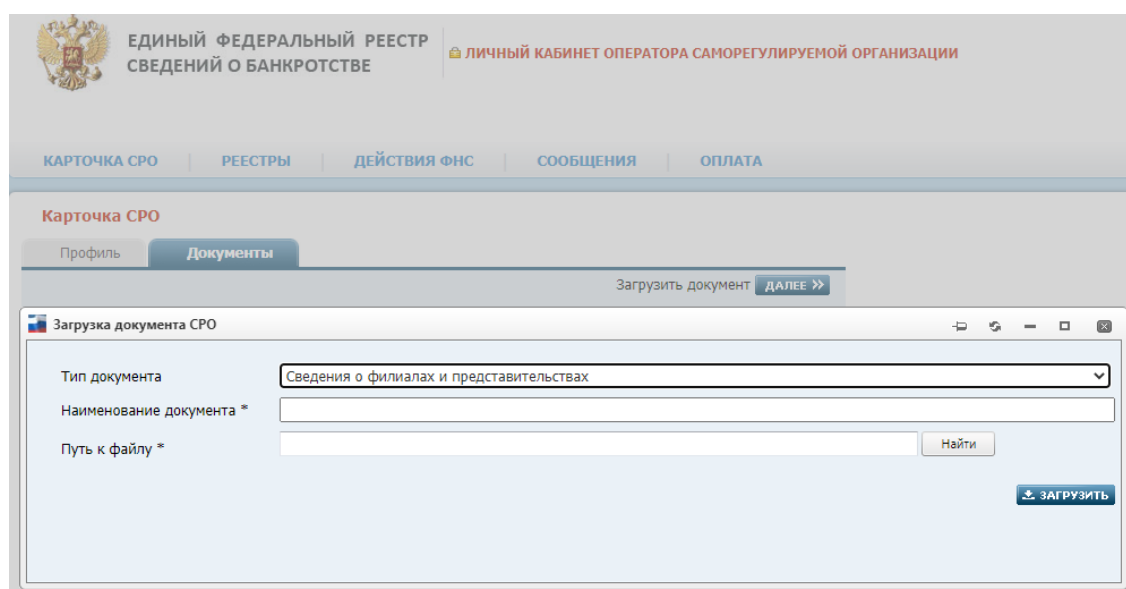 ЕДИНЫЙ ФЕДЕРАЛЬНЫЙ РЕЕСТР
СВЕДЕНИЙ О БАНКРОТСТВЕ
ЛИЧНЫЙ КАБИНЕТ ОПЕРАТОРА САМОРЕГУЛИРУЕМОЙ ОРГАНИЗАЦИИ
КАРТОЧКА СРО РЕЕСТРЫ ДЕЙСТВИЯ ФНС СООБЩЕНИЯ ОПЛАТА
Карточка СРО
Профиль Документы
Загрузить документ ДАЛЕЕ
Загрузка документа СРО
Тип документа Сведения о филиалах и представительствах
Наименование документа *
Путь к файлу * Найти
ЗАГРУЗИТЬ